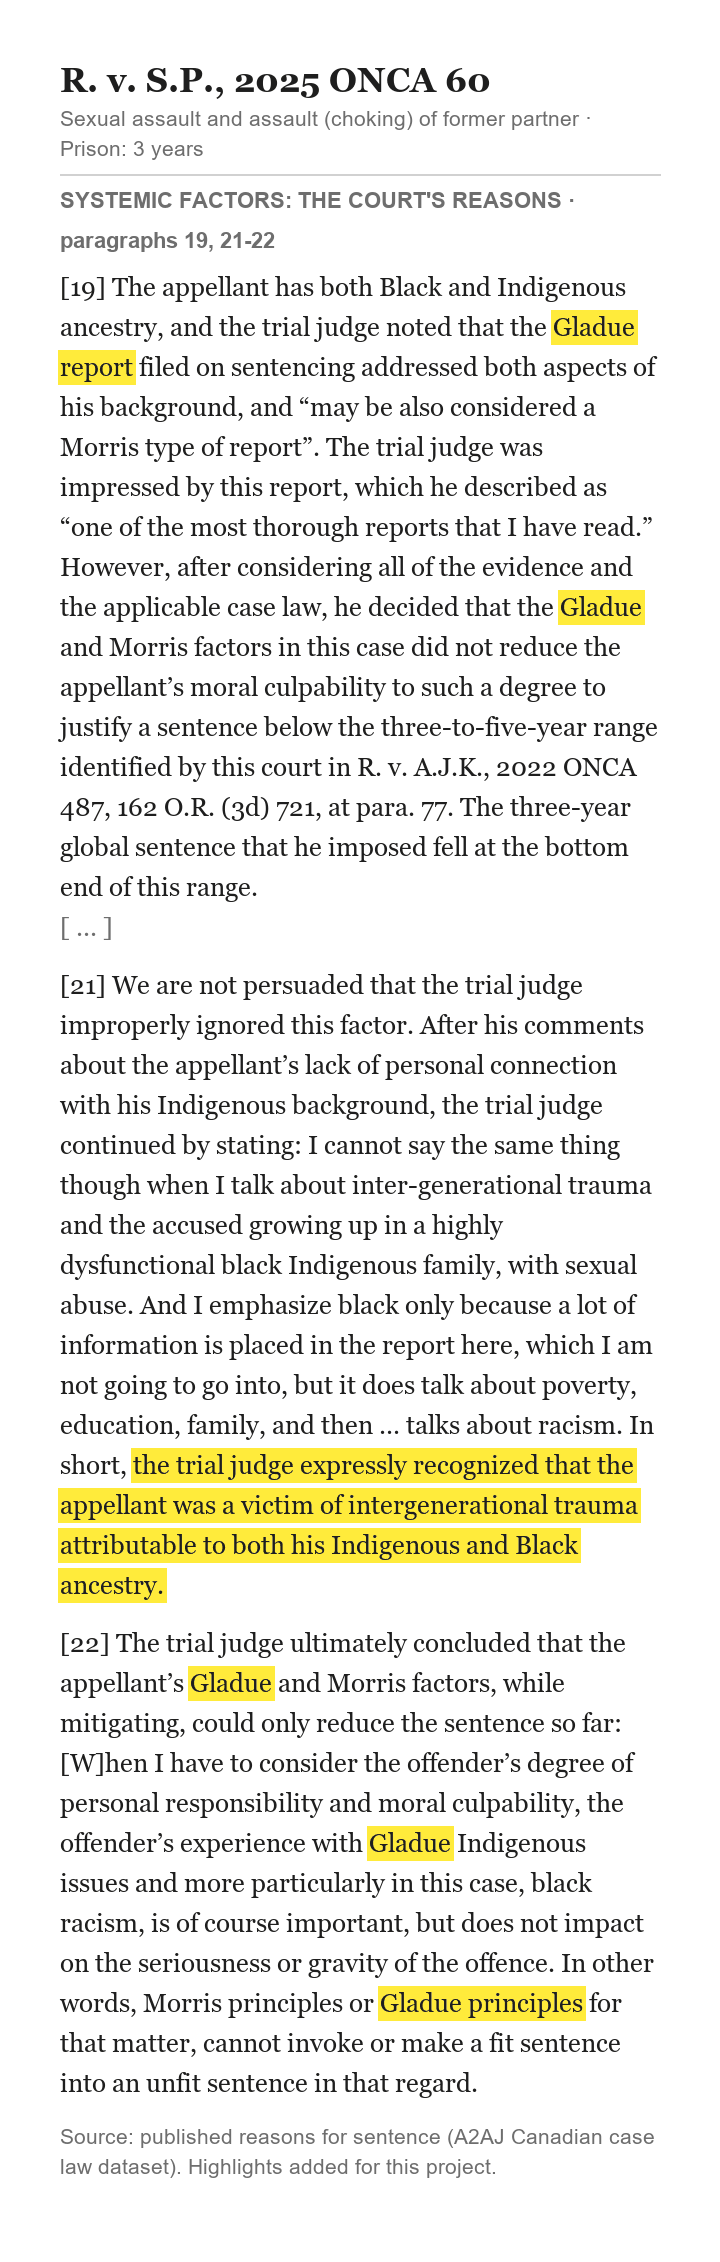 R. v. S.P., 2025 ONCA 60
Sexual assault and assault (choking) of former partner ·
Prison: 3 years
SYSTEMIC FACTORS: THE COURT'S REASONS ·
paragraphs 19, 21-22
[19] The appellant has both Black and Indigenous
ancestry, and the trial judge noted that the Gladue
report filed on sentencing addressed both aspects of
his background, and “may be also considered a
Morris type of report”. The trial judge was
impressed by this report, which he described as
“one of the most thorough reports that I have read.”
However, after considering all of the evidence and
the applicable case law, he decided that the Gladue
and Morris factors in this case did not reduce the
appellant’s moral culpability to such a degree to
justify a sentence below the three-to-five-year range
identified by this court in R. v. A.J.K., 2022 ONCA
487, 162 O.R. (3d) 721, at para. 77. The three-year
global sentence that he imposed fell at the bottom
end of this range.
[ ... ]
[21] We are not persuaded that the trial judge
improperly ignored this factor. After his comments
about the appellant’s lack of personal connection
with his Indigenous background, the trial judge
continued by stating: I cannot say the same thing
though when I talk about inter-generational trauma
and the accused growing up in a highly
dysfunctional black Indigenous family, with sexual
abuse. And I emphasize black only because a lot of
information is placed in the report here, which I am
not going to go into, but it does talk about poverty,
education, family, and then ... talks about racism. In
short, the trial judge expressly recognized that the
appellant was a victim of intergenerational trauma
attributable to both his Indigenous and Black
ancestry.
[22] The trial judge ultimately concluded that the
appellant’s Gladue and Morris factors, while
mitigating, could only reduce the sentence so far:
[W]hen I have to consider the offender’s degree of
personal responsibility and moral culpability, the
offender’s experience with Gladue Indigenous
issues and more particularly in this case, black
racism, is of course important, but does not impact
on the seriousness or gravity of the offence. In other
words, Morris principles or Gladue principles for
that matter, cannot invoke or make a fit sentence
into an unfit sentence in that regard.
Source: published reasons for sentence (A2AJ Canadian case
law dataset). Highlights added for this project.